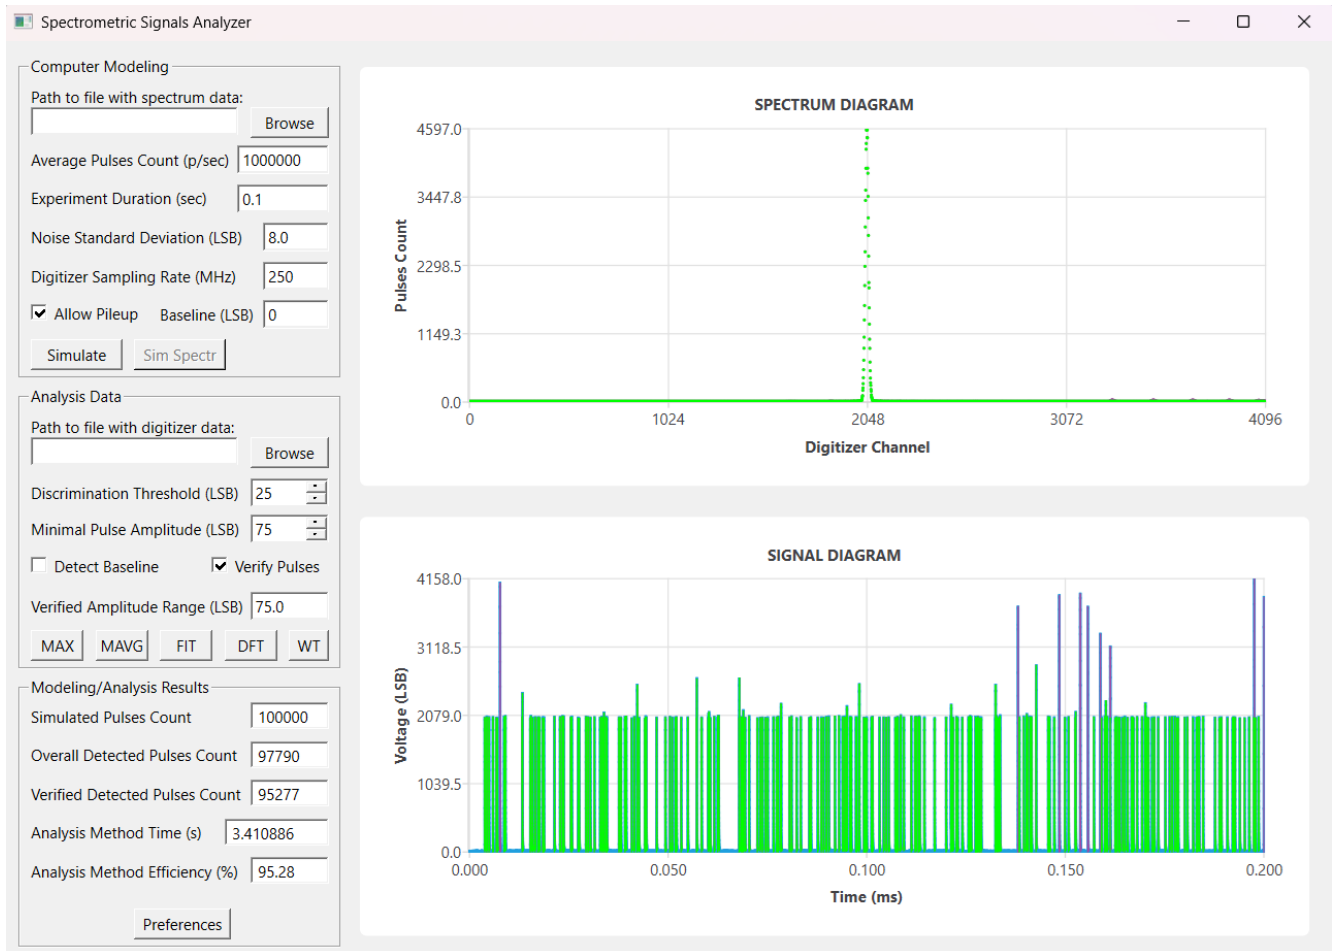 Spectrometric Signals Analyzer
Computer Modeling
Path to file with spectrum data:
Browse
Average Pulses Count (p/sec) 1000000
Experiment Duration (sec) 0.1
Noise Standard Deviation (LSB) 8.0
Digitizer Sampling Rate (MHz) 250
Allow Pileup Baseline (LSB) 0
Simulate Sim Spectr
Analysis Data
Path to file with digitizer data:
Browse
Discrimination Threshold (LSB) 25
Minimal Pulse Amplitude (LSB) 75
Detect Baseline Verify Pulses
Verified Amplitude Range (LSB) 75.0
MAX MAVG FIT DFT WT
Modeling/Analysis Results
Simulated Pulses Count 100000
Overall Detected Pulses Count 97790
Verified Detected Pulses Count 95277
Analysis Method Time (s) 3.410886
Analysis Method Efficiency (%) 95.28
Preferences
SPECTRUM DIAGRAM
Pulses Count
4597.0
3447.8
2298.5
1149.3
0.0
0 1024 2048 3072 4096
Digitizer Channel
SIGNAL DIAGRAM
Voltage (LSB)
4158.0
3118.5
2079.0
1039.5
0.0
0.000 0.050 0.100 0.150 0.200
Time (ms)